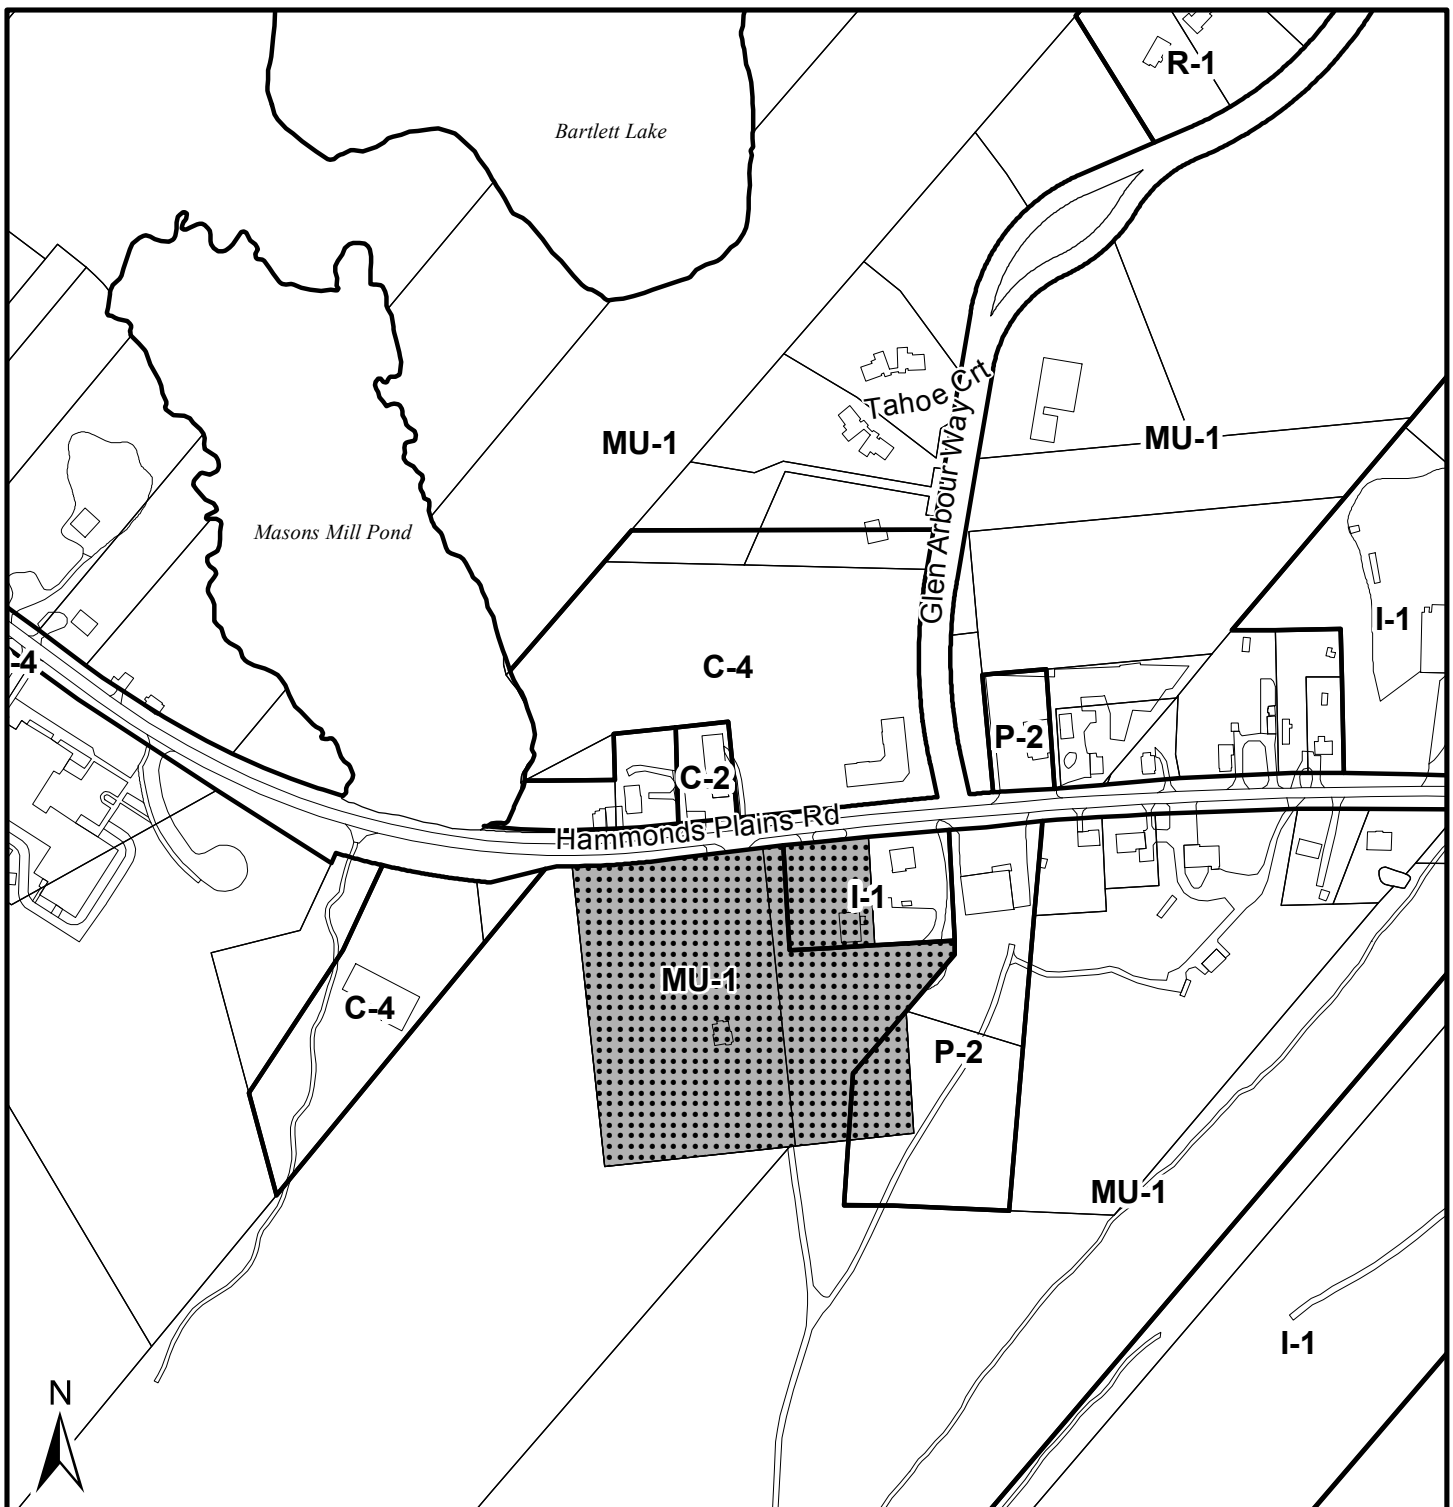 R-1
Bartlett Lake
Tahoe Crt
MU-1
MU-1
Masons Mill Pond
Glen Arbour Way
I-1
-4
C-4
P-2
C-2
Hammonds Plains Rd
I-1
MU-1
C-4
P-2
MU-1
I-1
N